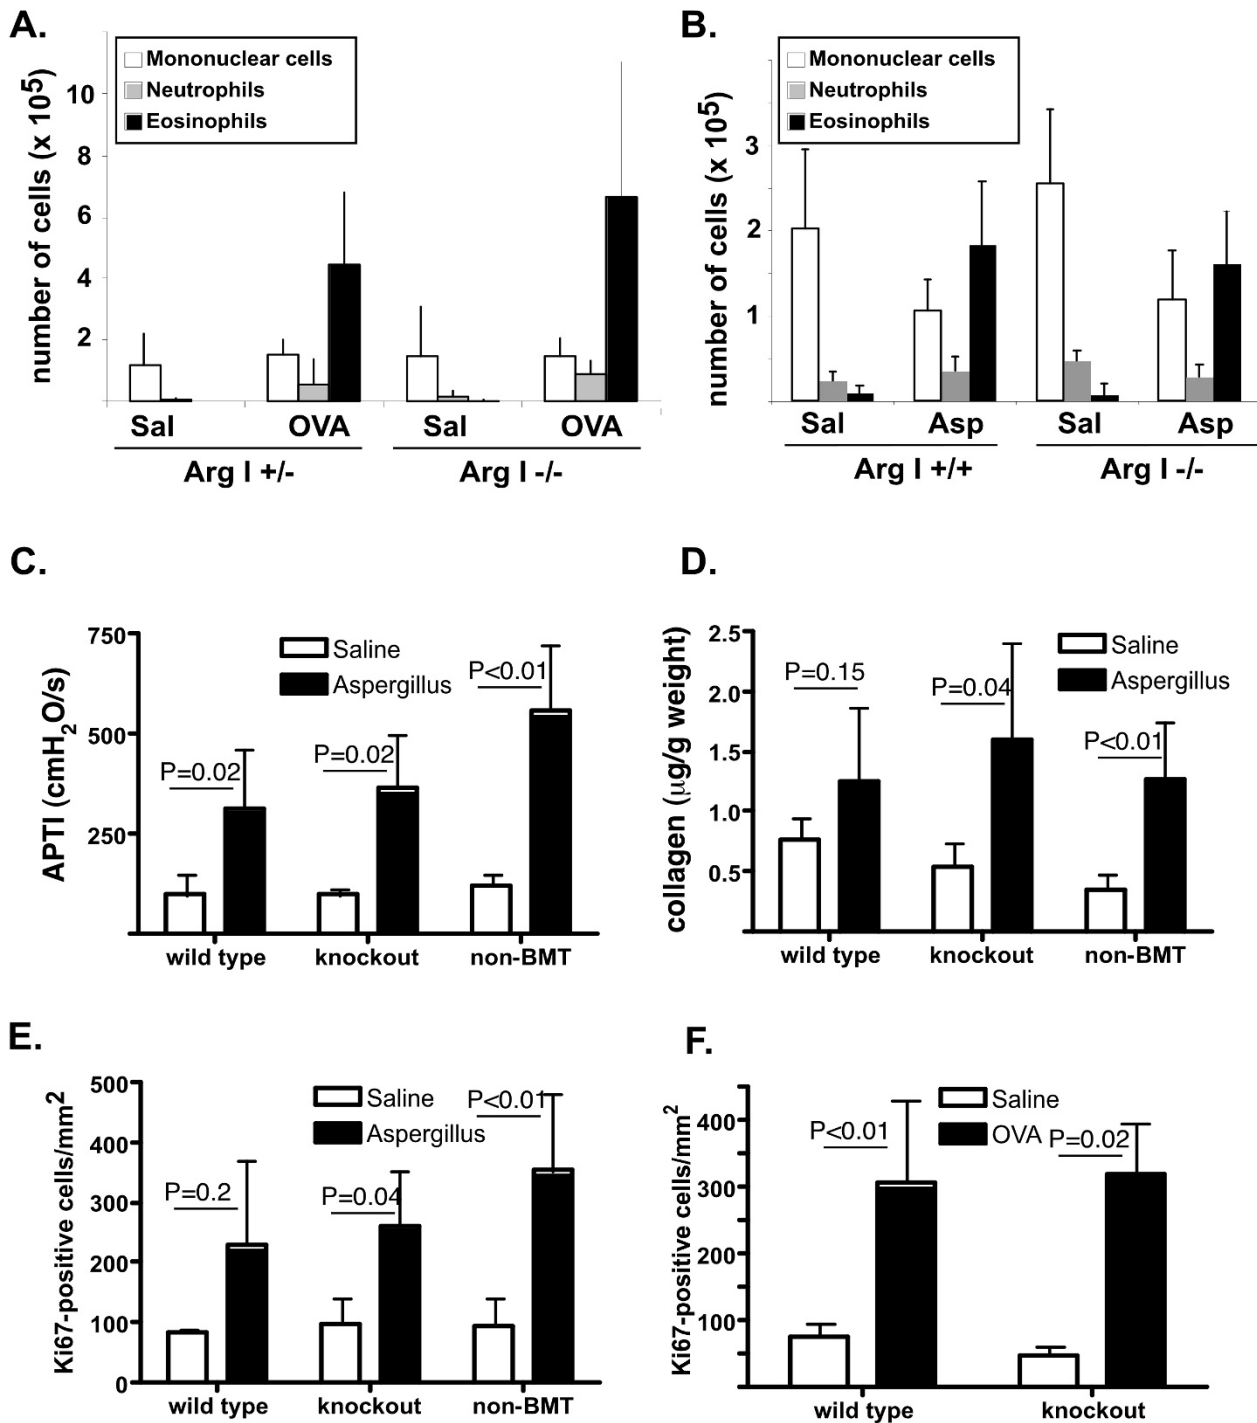 A.
Mononuclear cells
Neutrophils
Eosinophils
number of cells (x 10⁵)
10
8
6
4
2
Sal OVA Sal OVA
Arg I +/- Arg I -/-
B.
Mononuclear cells
Neutrophils
Eosinophils
number of cells (x 10⁵)
3
2
1
Sal Asp Sal Asp
Arg I +/+ Arg I -/-
C.
APTI (cmH₂O/s)
750
500
250
Saline
Aspergillus
P=0.02
P=0.02
P<0.01
wild type knockout non-BMT
D.
collagen (µg/g weight)
2.5
2.0
1.5
1.0
0.5
Saline
Aspergillus
P=0.15
P=0.04
P<0.01
wild type knockout non-BMT
E.
Ki67-positive cells/mm²
500
400
300
200
100
0
Saline
Aspergillus
P=0.2
P=0.04
P<0.01
wild type knockout non-BMT
F.
Ki67-positive cells/mm²
400
300
200
100
0
Saline
OVA
P<0.01
P=0.02
wild type knockout